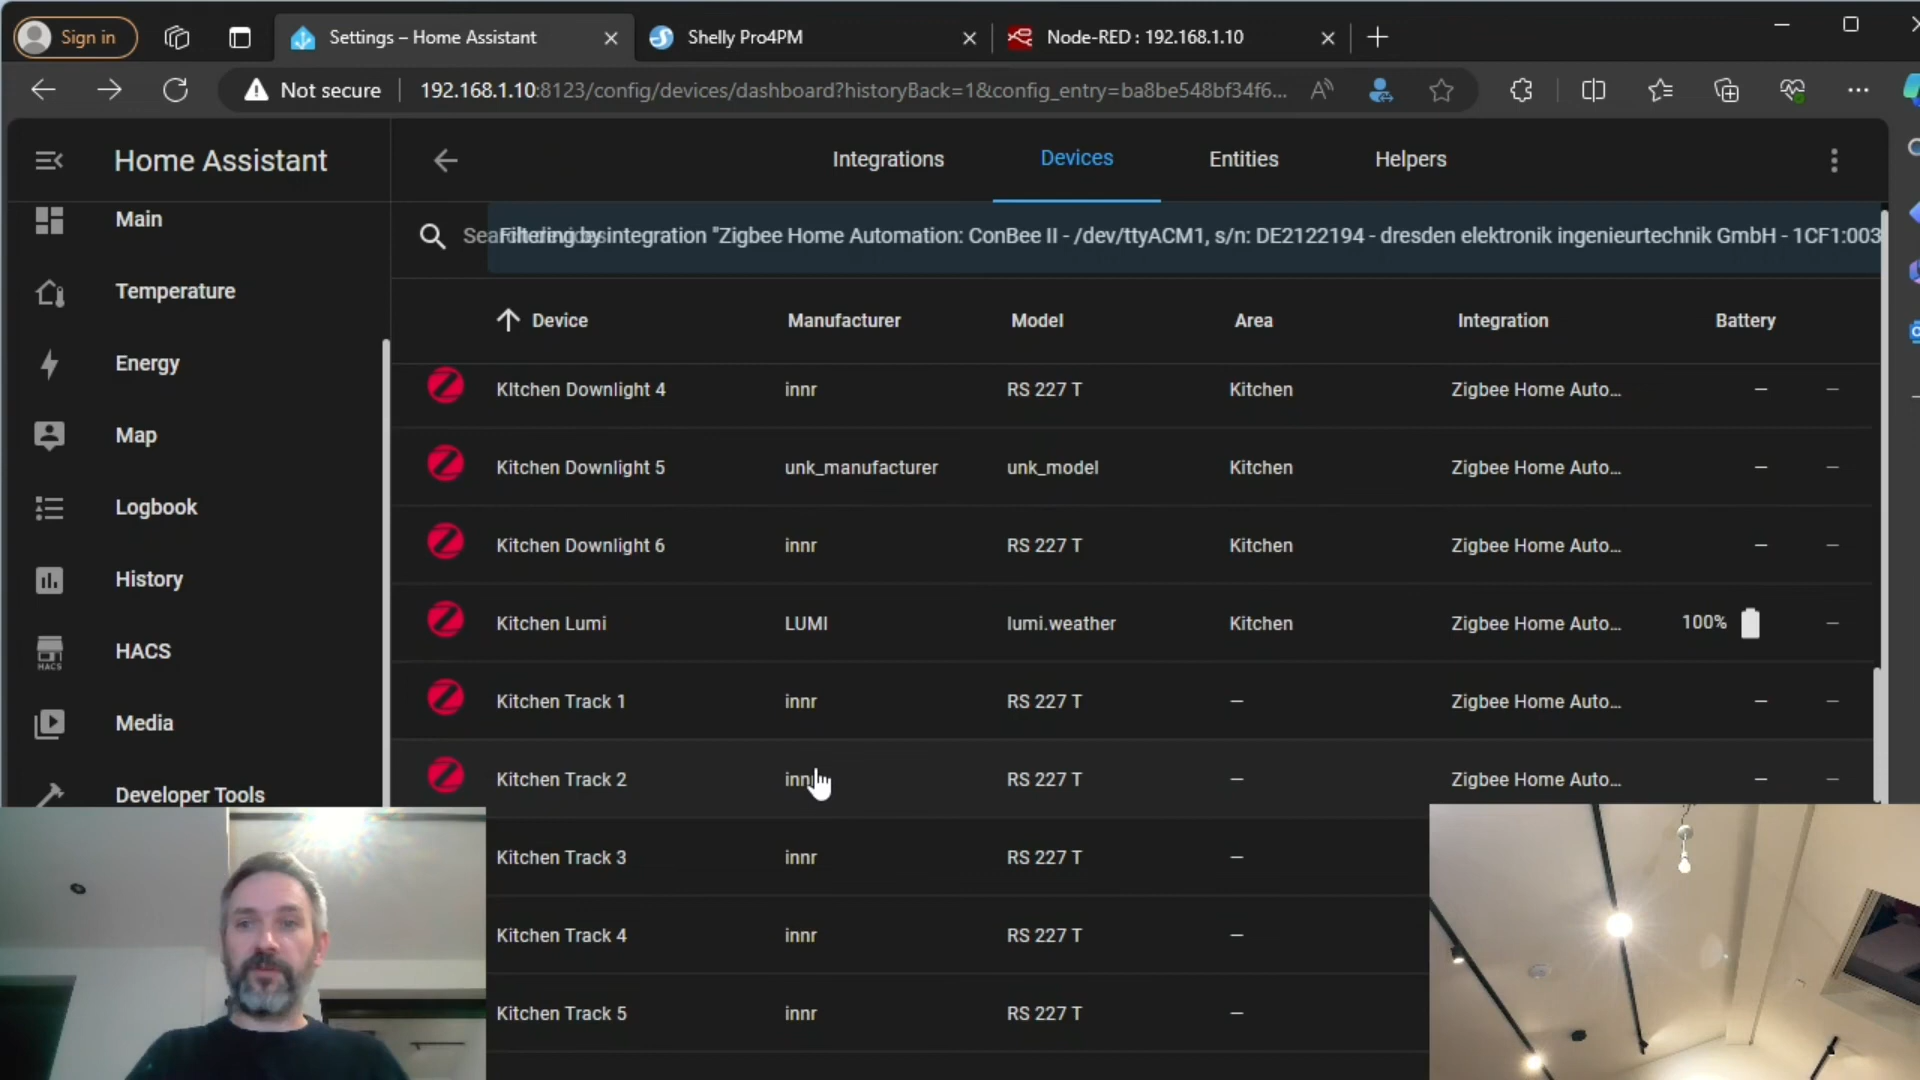 Sign in
Settings – Home Assistant
Shelly Pro4PM
Node-RED : 192.168.1.10
Not secure
192.168.1.10:8123/config/devices/dashboard?historyBack=1&config_entry=ba8be548bf34f6...
Home Assistant
Integrations
Devices
Entities
Helpers
Main
Temperature
Energy
Map
Logbook
History
HACS
HACS
Media
Developer Tools
Filtering by integration "Zigbee Home Automation: ConBee II - /dev/ttyACM1, s/n: DE2122194 - dresden elektronik ingenieurtechnik GmbH - 1CF1:003
Device Manufacturer Model Area Integration Battery
KItchen Downlight 4 innr RS 227 T Kitchen Zigbee Home Auto... – –
Kitchen Downlight 5 unk_manufacturer unk_model Kitchen Zigbee Home Auto... – –
Kitchen Downlight 6 innr RS 227 T Kitchen Zigbee Home Auto... – –
Kitchen Lumi LUMI lumi.weather Kitchen Zigbee Home Auto... 100% –
Kitchen Track 1 innr RS 227 T – Zigbee Home Auto... – –
Kitchen Track 2 innr RS 227 T – Zigbee Home Auto... – –
Kitchen Track 3 innr RS 227 T –
Kitchen Track 4 innr RS 227 T –
Kitchen Track 5 innr RS 227 T –